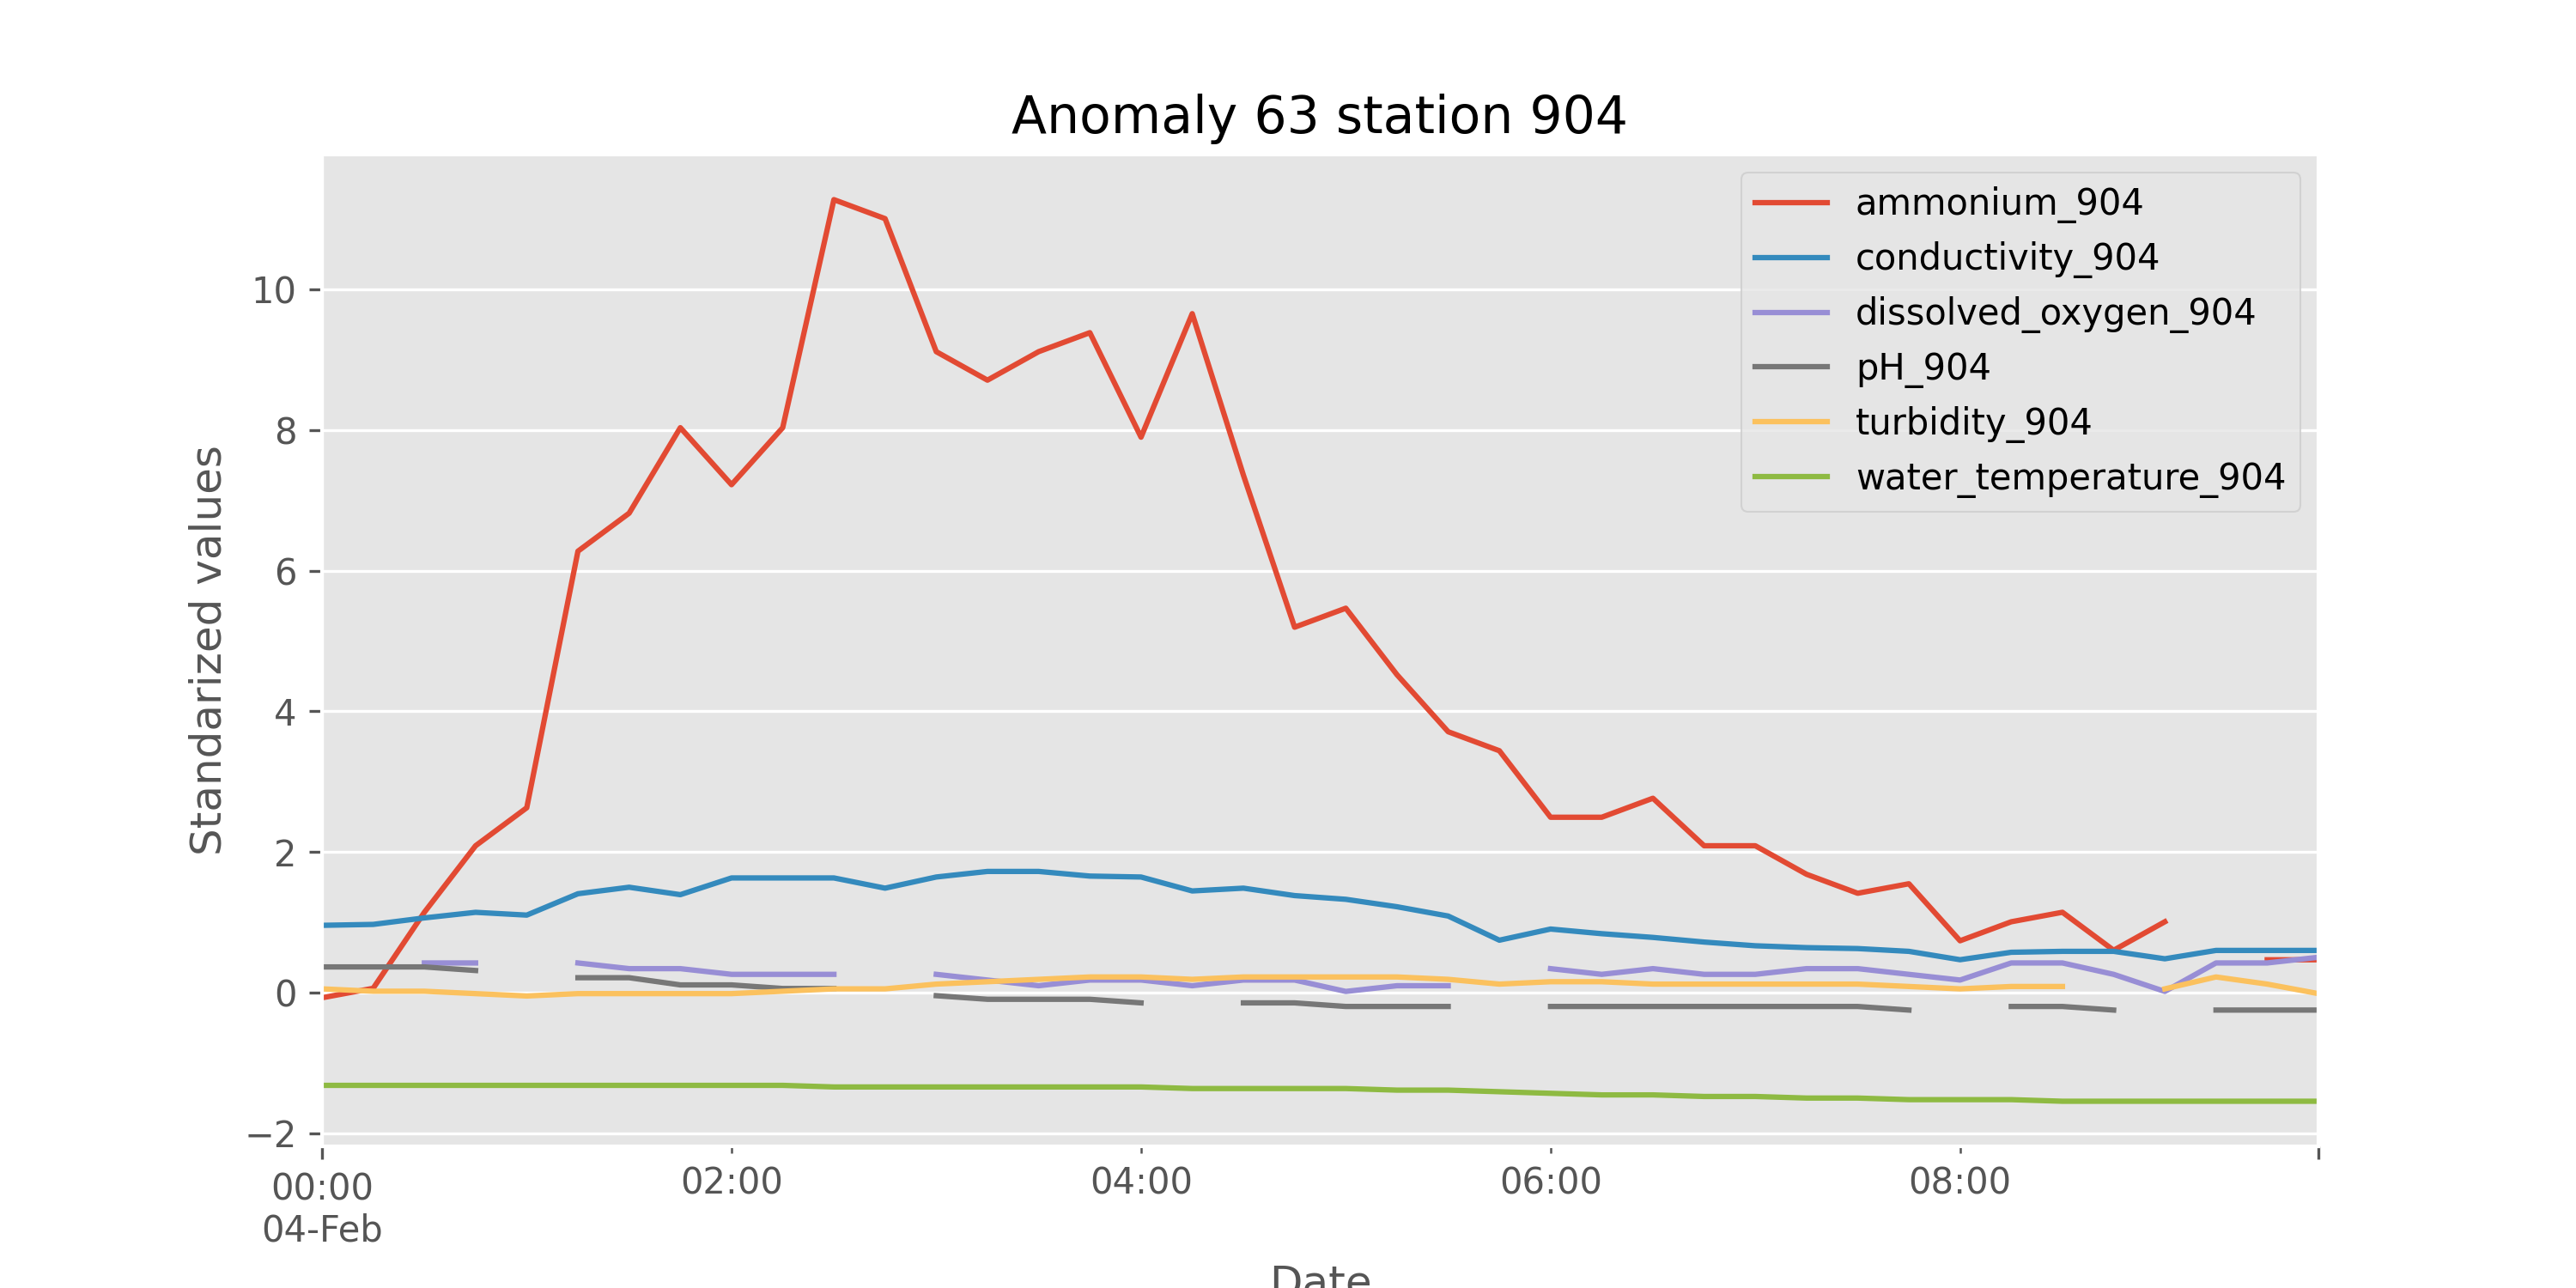 Anomaly 63 station 904
ammonium_904
conductivity_904
dissolved_oxygen_904
pH_904
turbidity_904
water_temperature_904
Standarized values
10
8
6
4
2
0
−2
00:00
04-Feb
02:00
04:00
06:00
08:00
Date